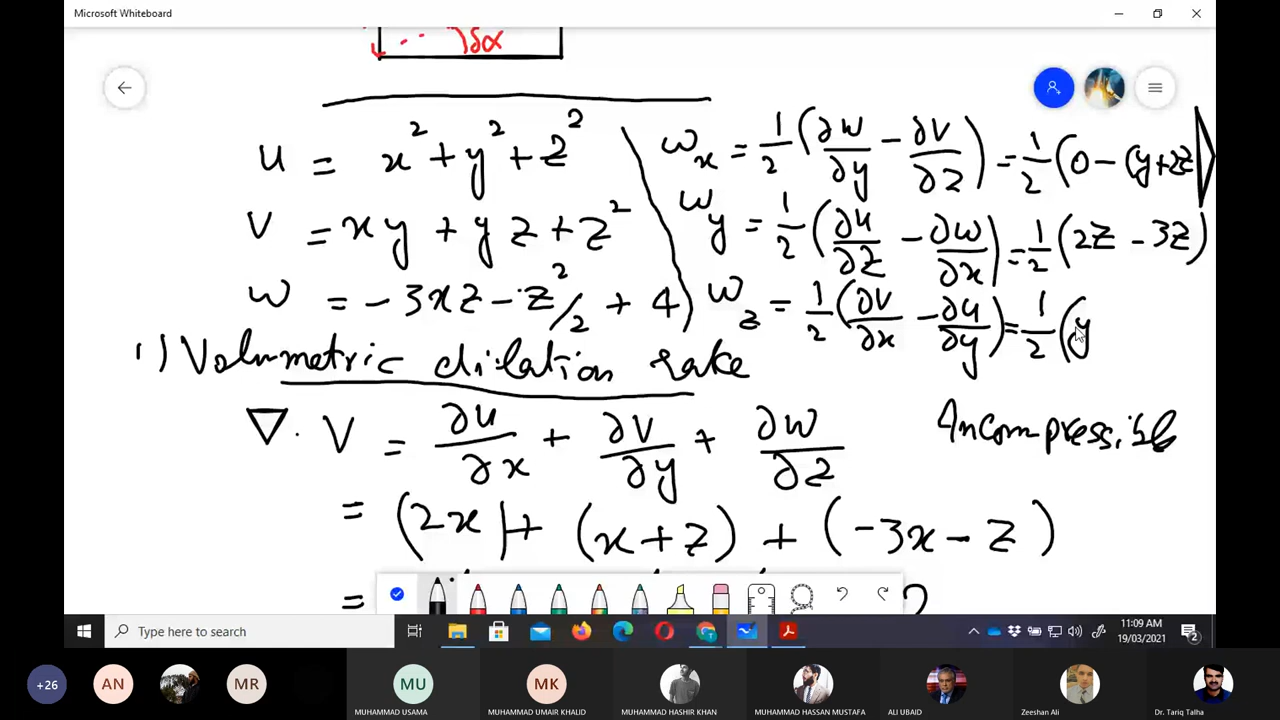 Microsoft Whiteboard
δα
u = x² + y² + z²
v = xy + yz + z²
w = -3xz - z²/2 + 4
ωx = 1/2 (∂w/∂y - ∂v/∂z) = 1/2 (0 - (y+2z)
ωy = 1/2 (∂u/∂z - ∂w/∂x) = 1/2 (2z - 3z)
ωz = 1/2 (∂v/∂x - ∂u/∂y) = 1/2 (y
1) Volumetric dilation rate
∇. V = ∂u/∂x + ∂v/∂y + ∂w/∂z
Incompressible
= (2x) + (x+z) + (-3x - z)
=
Type here to search
11:09 AM
19/03/2021
2
+26
AN
MR
MU
MUHAMMAD USAMA
MK
MUHAMMAD UMAIR KHALID
MUHAMMAD HASHIR KHAN
MUHAMMAD HASSAN MUSTAFA
ALI UBAID
Zeeshan Ali
Dr. Tariq Talha